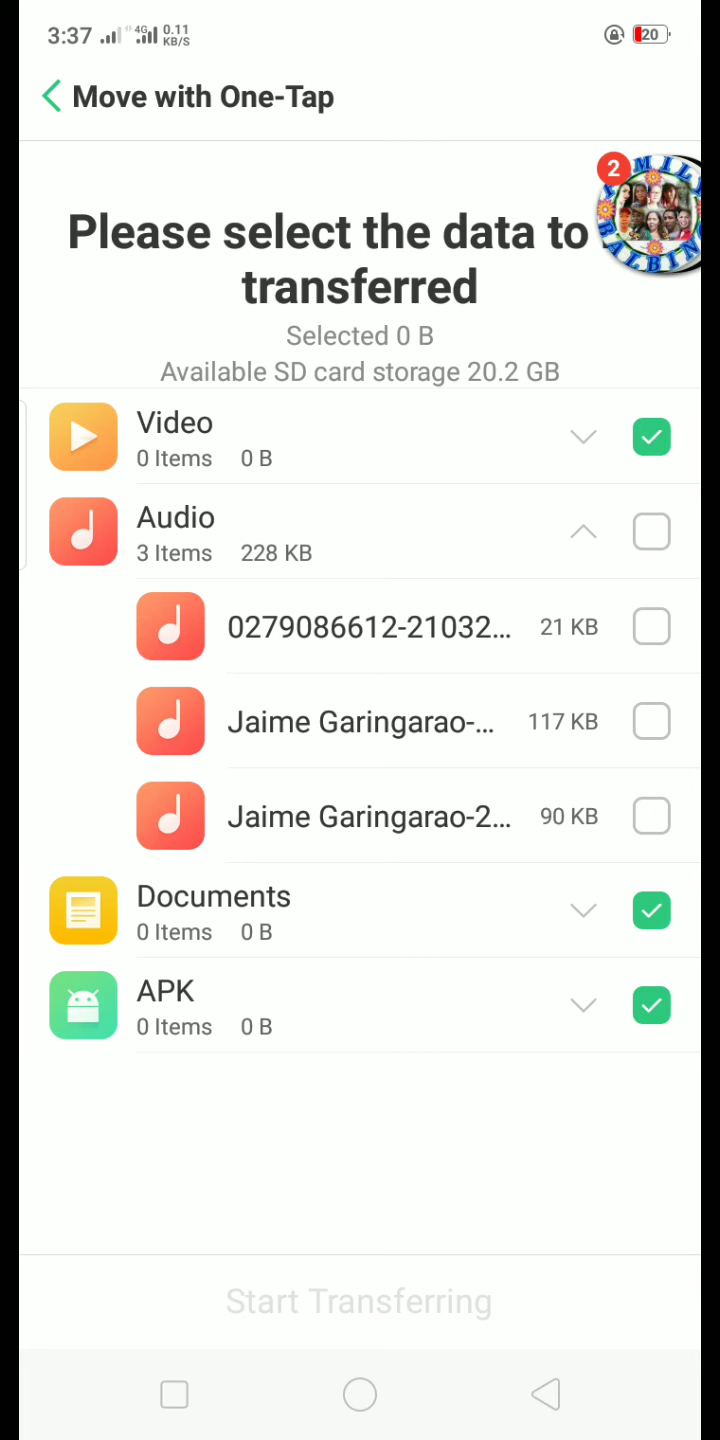 3:37 4G 0.11 KB/S 20
Move with One-Tap
2
FAMILY
BALBINO
Please select the data to
transferred
Selected 0 B
Available SD card storage 20.2 GB
Video
0 Items 0 B
Audio
3 Items 228 KB
0279086612-21032... 21 KB
Jaime Garingarao-... 117 KB
Jaime Garingarao-2... 90 KB
Documents
0 Items 0 B
APK
0 Items 0 B
Start Transferring